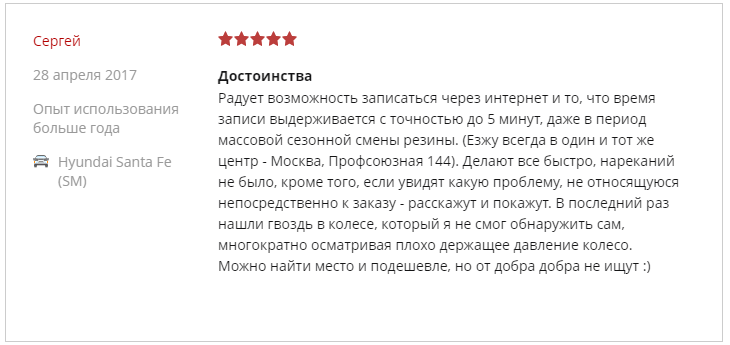 Сергей
28 апреля 2017
Опыт использования
больше года
Hyundai Santa Fe
(SM)
Достоинства
Радует возможность записаться через интернет и то, что время
записи выдерживается с точностью до 5 минут, даже в период
массовой сезонной смены резины. (Езжу всегда в один и тот же
центр - Москва, Профсоюзная 144). Делают все быстро, нареканий
не было, кроме того, если увидят какую проблему, не относящуюся
непосредственно к заказу - расскажут и покажут. В последний раз
нашли гвоздь в колесе, который я не смог обнаружить сам,
многократно осматривая плохо держащее давление колесо.
Можно найти место и подешевле, но от добра добра не ищут :)